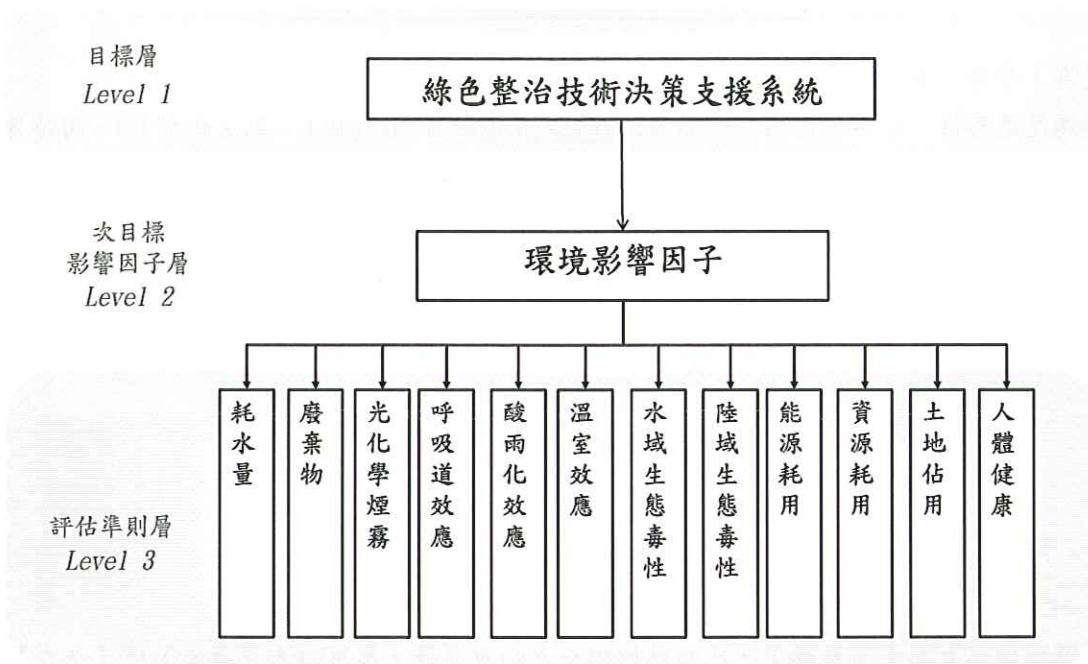 目標層
Level 1
綠色整治技術決策支援系統
次目標
影響因子層
Level 2
環境影響因子
評估準則層
Level 3
耗水量
廢棄物
光化學煙霧
呼吸道效應
酸雨化效應
溫室效應
水域生態毒性
陸域生態毒性
能源耗用
資源耗用
土地佔用
人體健康